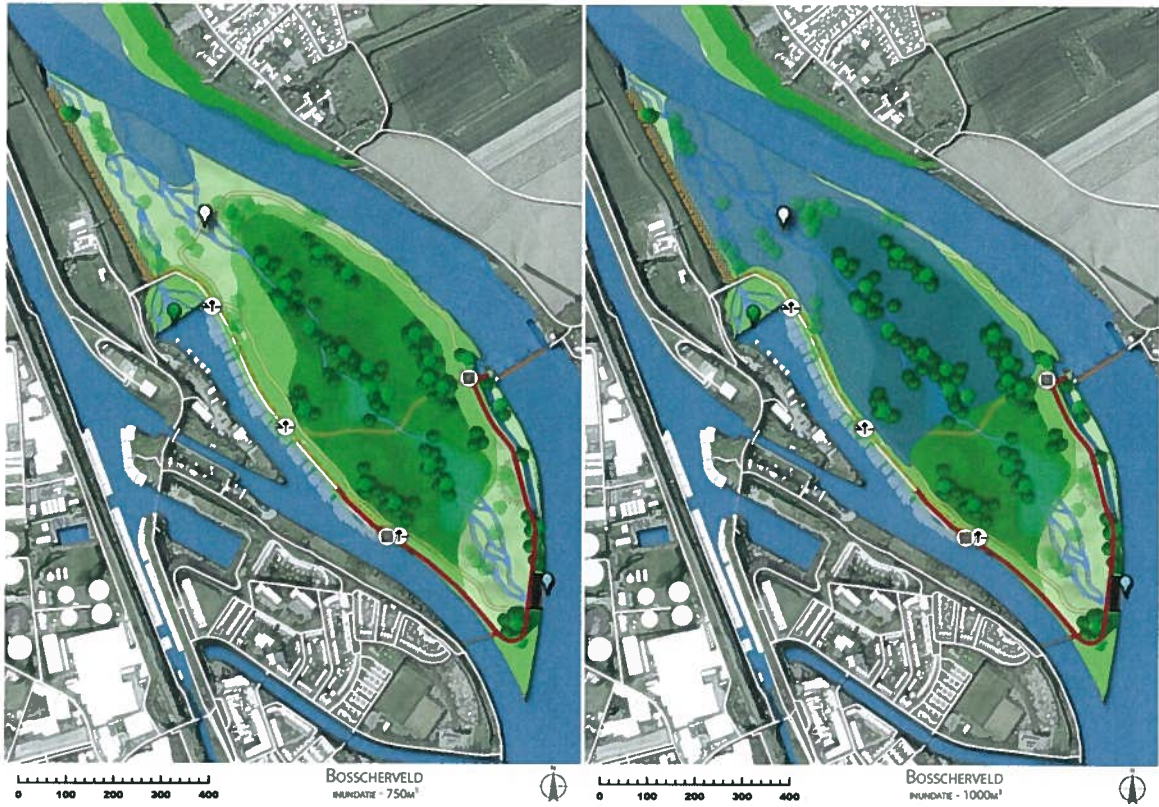 BOSSCHERVELD
INUNDATIE - 750M³
0 100 200 300 400
N
BOSSCHERVELD
INUNDATIE - 1000M³
0 100 200 300 400
N